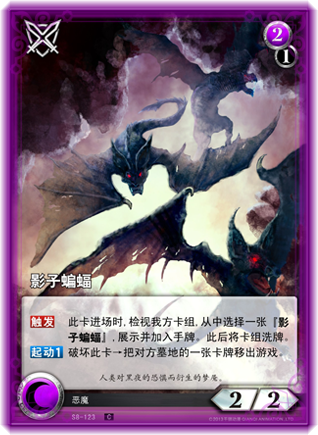 2
1
影子蝙蝠
触发 此卡进场时，检视我方卡组，从中选择一张『影
子蝙蝠』，展示并加入手牌。此后将卡组洗牌。
起动1 破坏此卡→把对方墓地的一张卡牌移出游戏。
人类对黑夜的恐惧而衍生的梦魇。
恶魔
2 / 2
S8-123 C